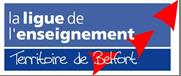 la ligue de
l'enseignement
Territoire de Belfort